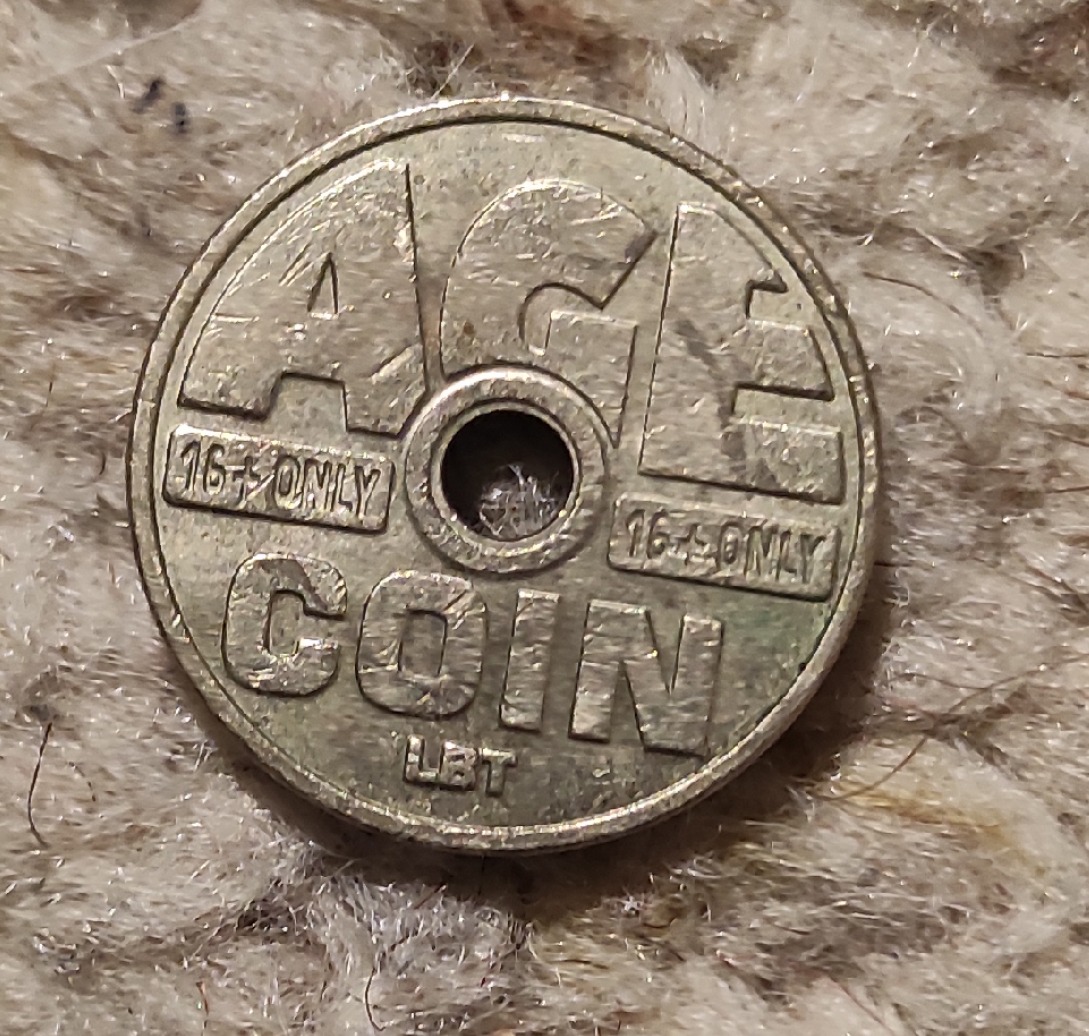 AGE
16+ ONLY
16+ ONLY
COIN
LBT